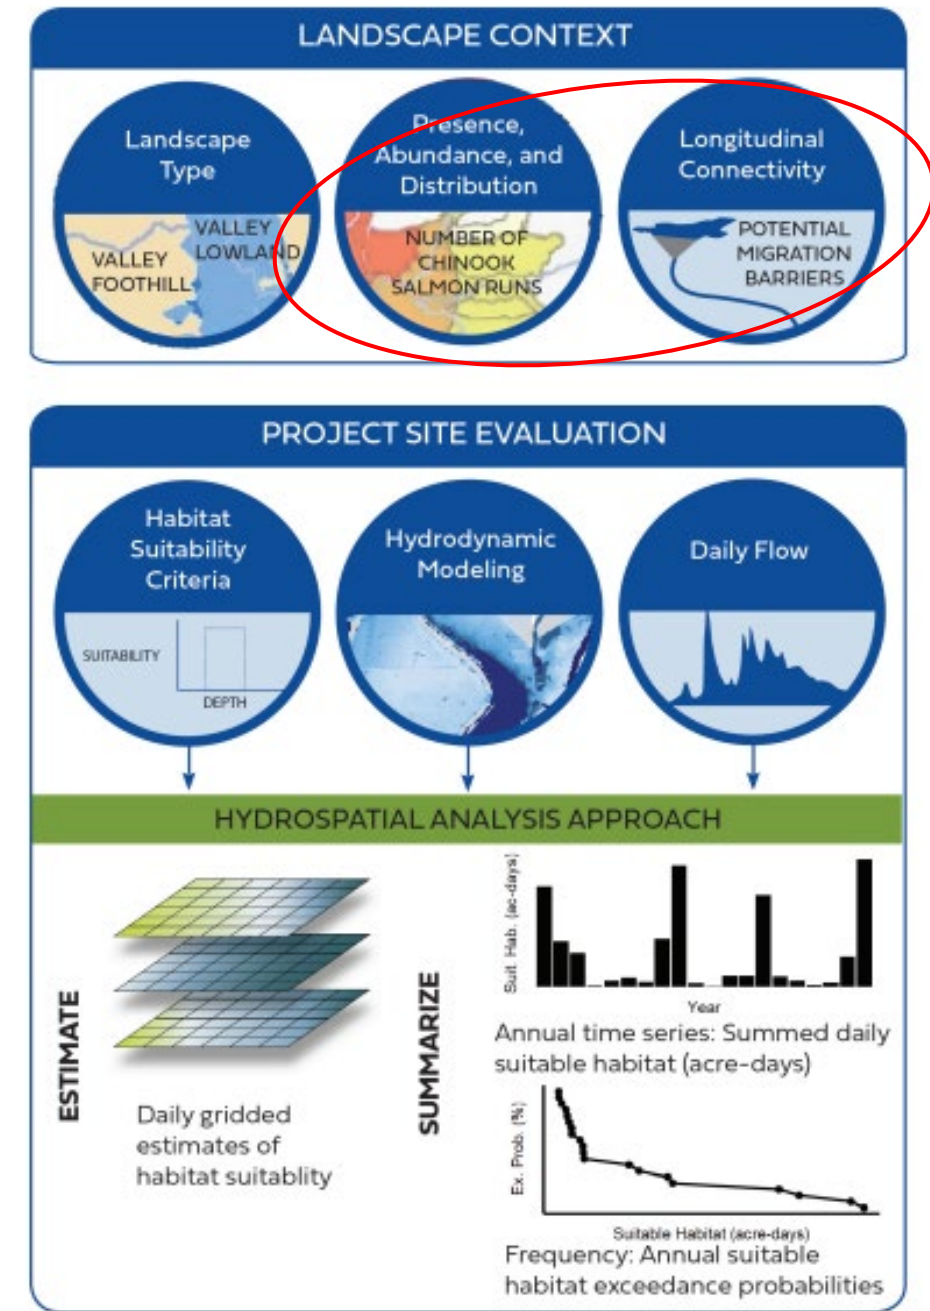 LANDSCAPE CONTEXT
Landscape
Type
VALLEY
FOOTHILL
VALLEY
LOWLAND
Presence,
Abundance, and
Distribution
NUMBER OF
CHINOOK
SALMON RUNS
Longitudinal
Connectivity
POTENTIAL
MIGRATION
BARRIERS
PROJECT SITE EVALUATION
Habitat
Suitability
Criteria
SUITABILITY
DEPTH
Hydrodynamic
Modeling
Daily Flow
HYDROSPATIAL ANALYSIS APPROACH
ESTIMATE
Daily gridded
estimates of
habitat suitablity
SUMMARIZE
Suit. Hab. (ac-days)
Year
Annual time series: Summed daily
suitable habitat (acre-days)
Ex. Prob. (%)
Suitable Habitat (acre-days)
Frequency: Annual suitable
habitat exceedance probabilities